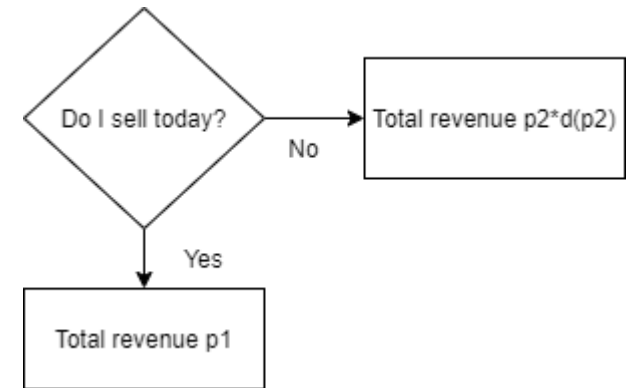 Do I sell today?
Total revenue p2*d(p2)
No
Yes
Total revenue p1